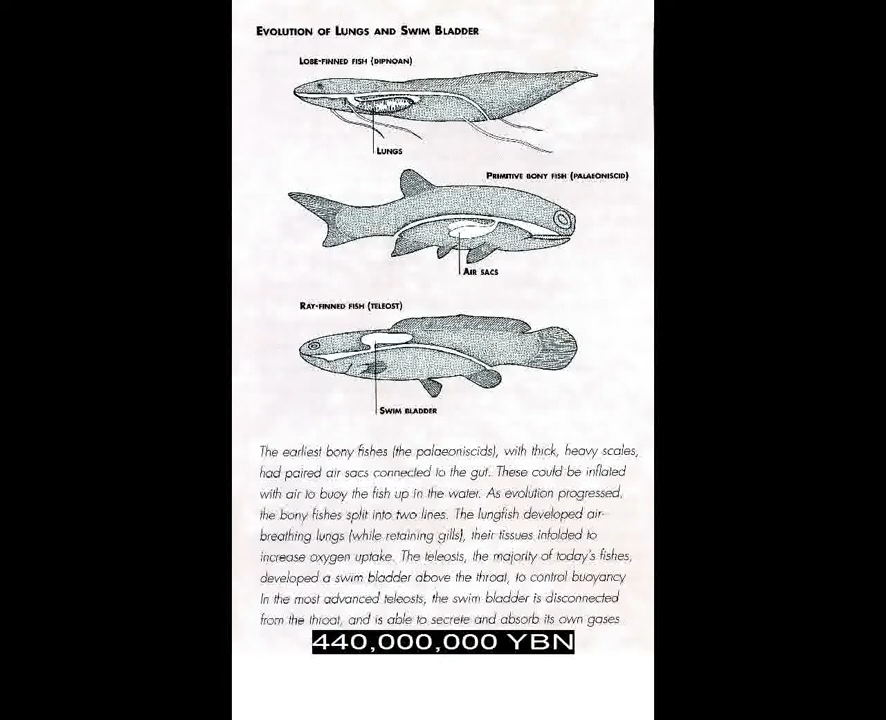 EVOLUTION OF LUNGS AND SWIM BLADDER
LOBE-FINNED FISH (DIPNOAN)
LUNGS
PRIMITIVE BONY FISH (PALAEONISCID)
AIR SACS
RAY-FINNED FISH (TELEOST)
SWIM BLADDER
The earliest bony fishes (the palaeoniscids), with thick, heavy scales,
had paired air sacs connected to the gut. These could be inflated
with air to buoy the fish up in the water. As evolution progressed,
the bony fishes split into two lines. The lungfish developed air-
breathing lungs (while retaining gills), their tissues infolded to
increase oxygen uptake. The teleosts, the majority of today's fishes,
developed a swim bladder above the throat, to control buoyancy
In the most advanced teleosts, the swim bladder is disconnected
from the throat, and is able to secrete and absorb its own gases
440,000,000 YBN